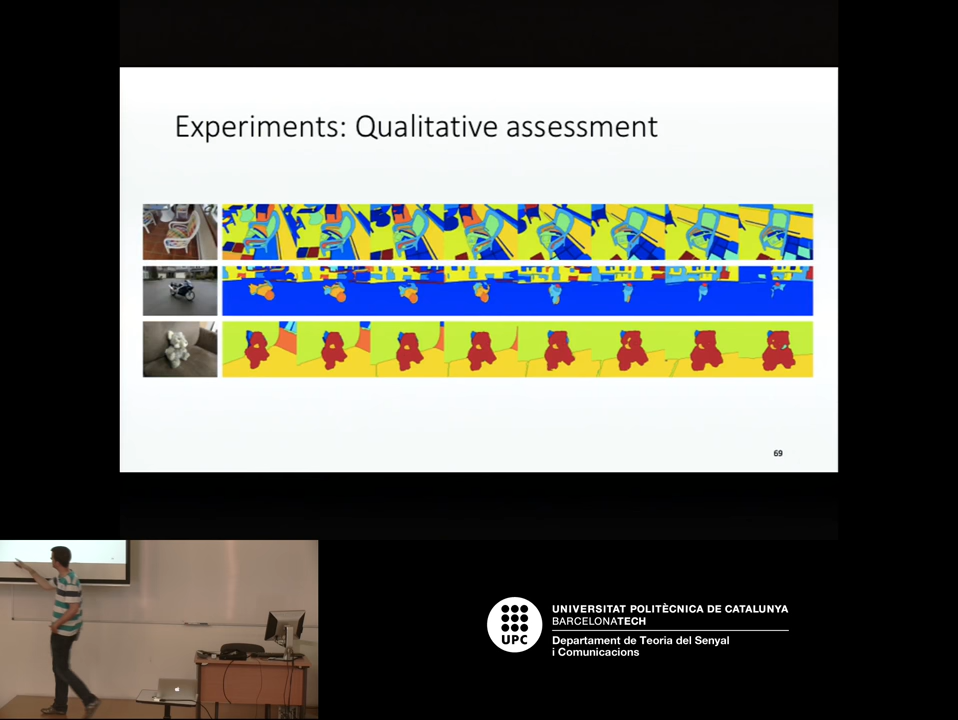 Experiments: Qualitative assessment
69
UPC
UNIVERSITAT POLITÈCNICA DE CATALUNYA
BARCELONATECH
Departament de Teoria del Senyal
i Comunicacions